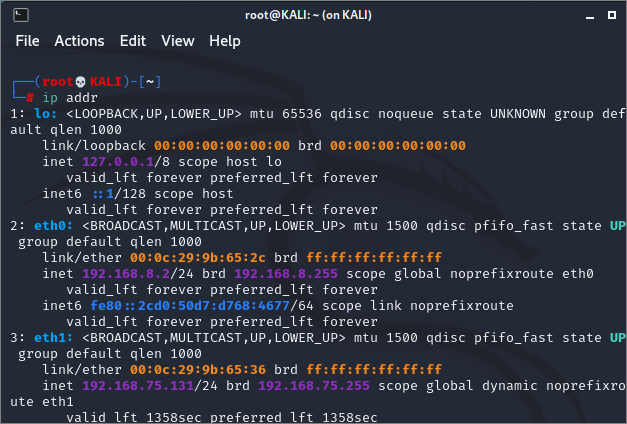 root@KALI: ~ (on KALI)
File Actions Edit View Help
┌──(root💀KALI)-[~]
└─# ip addr
1: lo: <LOOPBACK,UP,LOWER_UP> mtu 65536 qdisc noqueue state UNKNOWN group def
ault qlen 1000
    link/loopback 00:00:00:00:00:00 brd 00:00:00:00:00:00
    inet 127.0.0.1/8 scope host lo
       valid_lft forever preferred_lft forever
    inet6 ::1/128 scope host
       valid_lft forever preferred_lft forever
2: eth0: <BROADCAST,MULTICAST,UP,LOWER_UP> mtu 1500 qdisc pfifo_fast state UP
 group default qlen 1000
    link/ether 00:0c:29:9b:65:2c brd ff:ff:ff:ff:ff:ff
    inet 192.168.8.2/24 brd 192.168.8.255 scope global noprefixroute eth0
       valid_lft forever preferred_lft forever
    inet6 fe80::2cd0:50d7:d768:4677/64 scope link noprefixroute
       valid_lft forever preferred_lft forever
3: eth1: <BROADCAST,MULTICAST,UP,LOWER_UP> mtu 1500 qdisc pfifo_fast state UP
 group default qlen 1000
    link/ether 00:0c:29:9b:65:36 brd ff:ff:ff:ff:ff:ff
    inet 192.168.75.131/24 brd 192.168.75.255 scope global dynamic noprefixro
ute eth1
       valid_lft 1358sec preferred_lft 1358sec